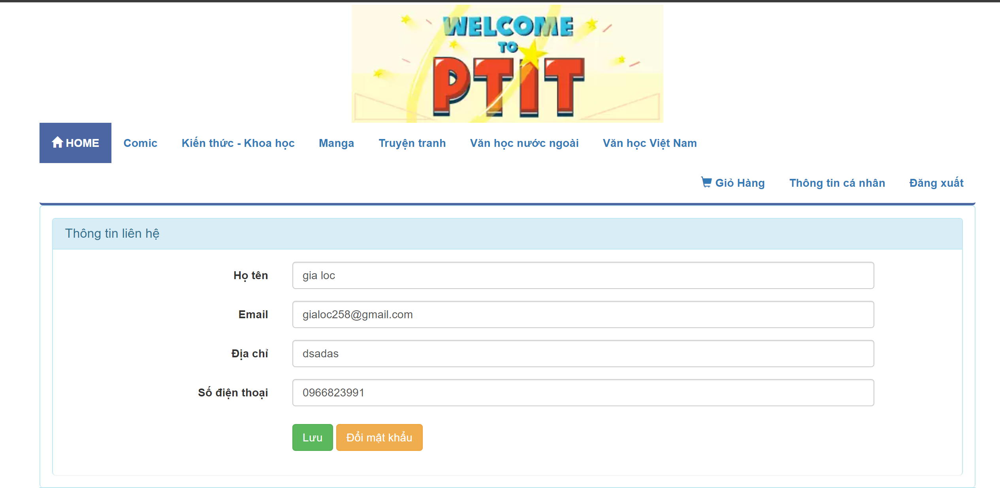 WELCOME
TO
PTIT
HOME Comic Kiến thức - Khoa học Manga Truyện tranh Văn học nước ngoài Văn học Việt Nam
Giỏ Hàng Thông tin cá nhân Đăng xuất
Thông tin liên hệ
Họ tên gia loc
Email gialoc258@gmail.com
Địa chỉ dsadas
Số điện thoại 0966823991
Lưu Đổi mật khẩu